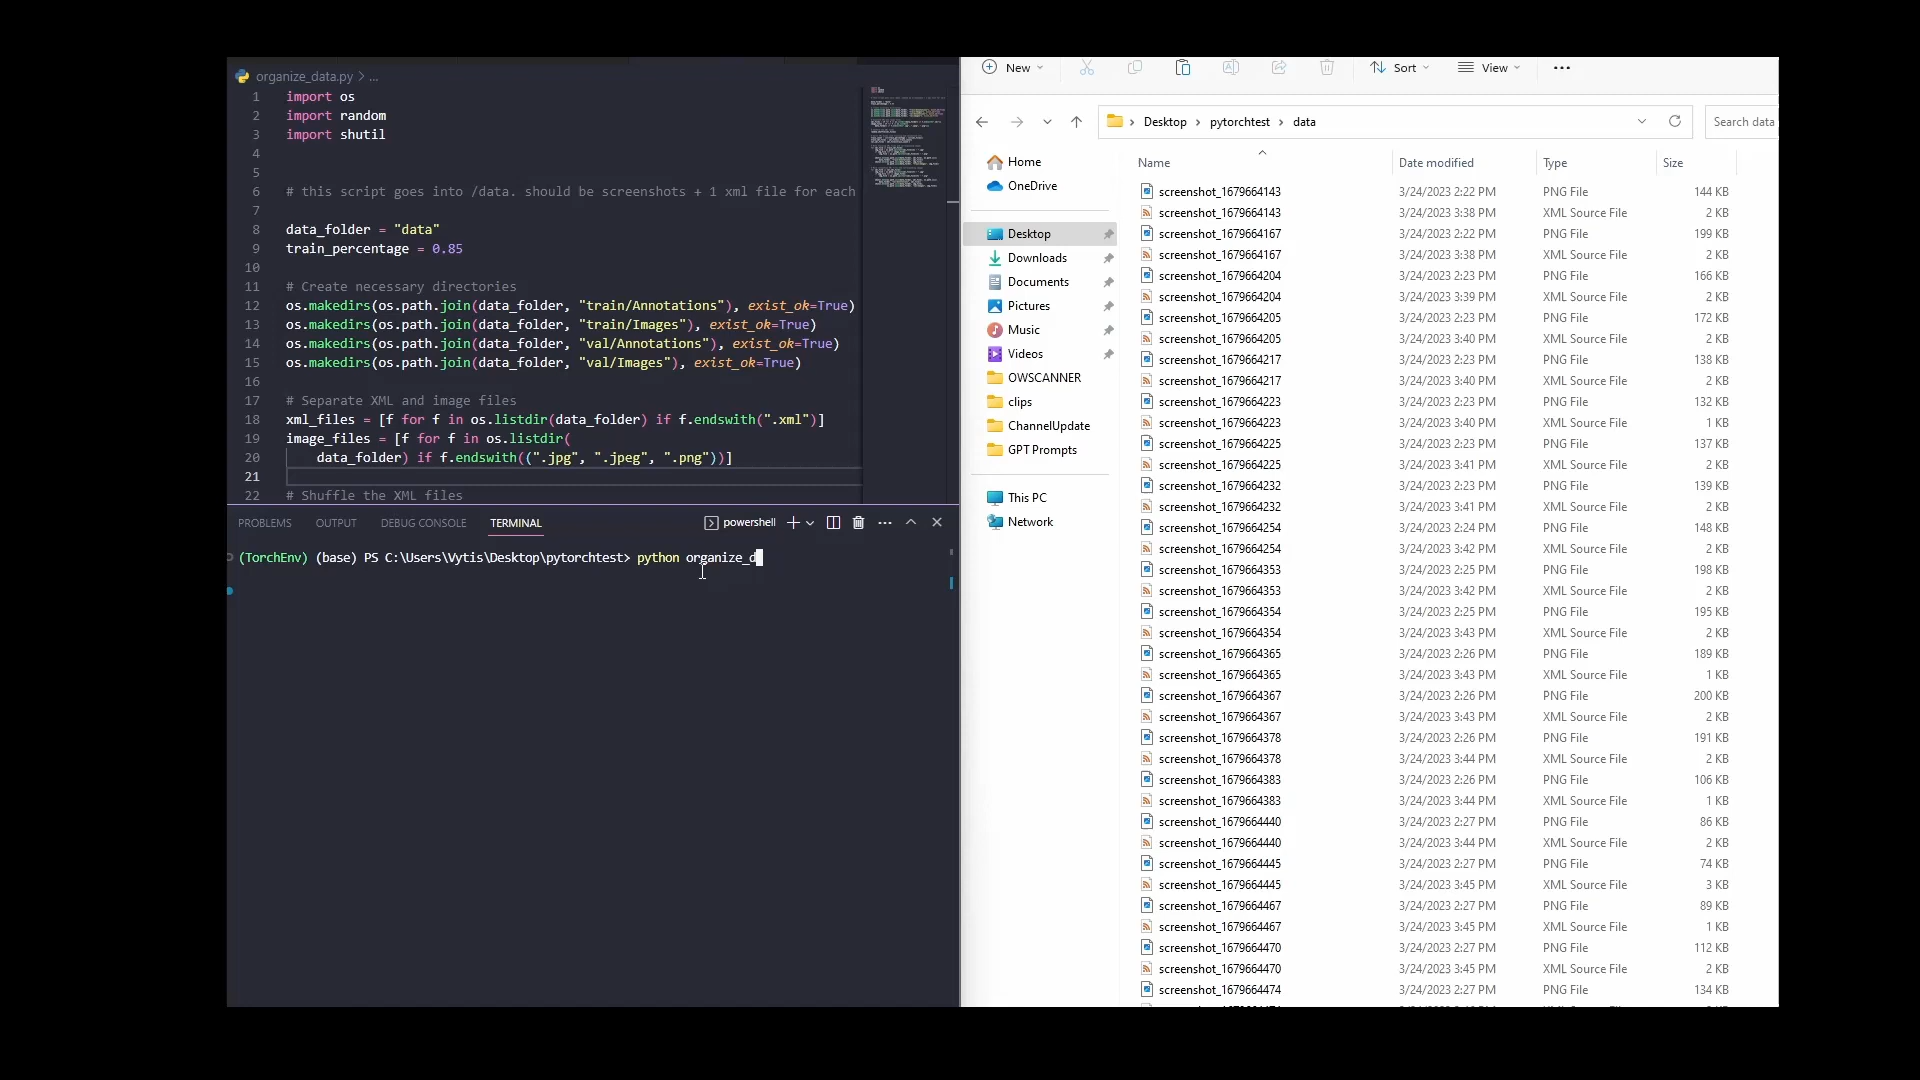 organize_data.py > ...
1 import os
2 import random
3 import shutil
4
5
6 # this script goes into /data. should be screenshots + 1 xml file for each
7
8 data_folder = "data"
9 train_percentage = 0.85
10
11 # Create necessary directories
12 os.makedirs(os.path.join(data_folder, "train/Annotations"), exist_ok=True)
13 os.makedirs(os.path.join(data_folder, "train/Images"), exist_ok=True)
14 os.makedirs(os.path.join(data_folder, "val/Annotations"), exist_ok=True)
15 os.makedirs(os.path.join(data_folder, "val/Images"), exist_ok=True)
16
17 # Separate XML and image files
18 xml_files = [f for f in os.listdir(data_folder) if f.endswith(".xml")]
19 image_files = [f for f in os.listdir(
20 data_folder) if f.endswith((".jpg", ".jpeg", ".png"))]
21
22 # Shuffle the XML files
PROBLEMS OUTPUT DEBUG CONSOLE TERMINAL powershell
(TorchEnv) (base) PS C:\Users\Vytis\Desktop\pytorchtest> python organize_d
New Sort View
Desktop > pytorchtest > data Search data
Home
OneDrive
Desktop
Downloads
Documents
Pictures
Music
Videos
OWSCANNER
clips
ChannelUpdate
GPT Prompts
This PC
Network
Name Date modified Type Size
screenshot_1679664143 3/24/2023 2:22 PM PNG File 144 KB
screenshot_1679664143 3/24/2023 3:38 PM XML Source File 2 KB
screenshot_1679664167 3/24/2023 2:22 PM PNG File 199 KB
screenshot_1679664167 3/24/2023 3:38 PM XML Source File 2 KB
screenshot_1679664204 3/24/2023 2:23 PM PNG File 166 KB
screenshot_1679664204 3/24/2023 3:39 PM XML Source File 2 KB
screenshot_1679664205 3/24/2023 2:23 PM PNG File 172 KB
screenshot_1679664205 3/24/2023 3:40 PM XML Source File 2 KB
screenshot_1679664217 3/24/2023 2:23 PM PNG File 138 KB
screenshot_1679664217 3/24/2023 3:40 PM XML Source File 2 KB
screenshot_1679664223 3/24/2023 2:23 PM PNG File 132 KB
screenshot_1679664223 3/24/2023 3:40 PM XML Source File 1 KB
screenshot_1679664225 3/24/2023 2:23 PM PNG File 137 KB
screenshot_1679664225 3/24/2023 3:41 PM XML Source File 2 KB
screenshot_1679664232 3/24/2023 2:23 PM PNG File 139 KB
screenshot_1679664232 3/24/2023 3:41 PM XML Source File 2 KB
screenshot_1679664254 3/24/2023 2:24 PM PNG File 148 KB
screenshot_1679664254 3/24/2023 3:42 PM XML Source File 2 KB
screenshot_1679664353 3/24/2023 2:25 PM PNG File 198 KB
screenshot_1679664353 3/24/2023 3:42 PM XML Source File 2 KB
screenshot_1679664354 3/24/2023 2:25 PM PNG File 195 KB
screenshot_1679664354 3/24/2023 3:43 PM XML Source File 2 KB
screenshot_1679664365 3/24/2023 2:26 PM PNG File 189 KB
screenshot_1679664365 3/24/2023 3:43 PM XML Source File 1 KB
screenshot_1679664367 3/24/2023 2:26 PM PNG File 200 KB
screenshot_1679664367 3/24/2023 3:43 PM XML Source File 2 KB
screenshot_1679664378 3/24/2023 2:26 PM PNG File 191 KB
screenshot_1679664378 3/24/2023 3:44 PM XML Source File 2 KB
screenshot_1679664383 3/24/2023 2:26 PM PNG File 106 KB
screenshot_1679664383 3/24/2023 3:44 PM XML Source File 1 KB
screenshot_1679664440 3/24/2023 2:27 PM PNG File 86 KB
screenshot_1679664440 3/24/2023 3:44 PM XML Source File 2 KB
screenshot_1679664445 3/24/2023 2:27 PM PNG File 74 KB
screenshot_1679664445 3/24/2023 3:45 PM XML Source File 3 KB
screenshot_1679664467 3/24/2023 2:27 PM PNG File 89 KB
screenshot_1679664467 3/24/2023 3:45 PM XML Source File 1 KB
screenshot_1679664470 3/24/2023 2:27 PM PNG File 112 KB
screenshot_1679664470 3/24/2023 3:45 PM XML Source File 2 KB
screenshot_1679664474 3/24/2023 2:27 PM PNG File 134 KB